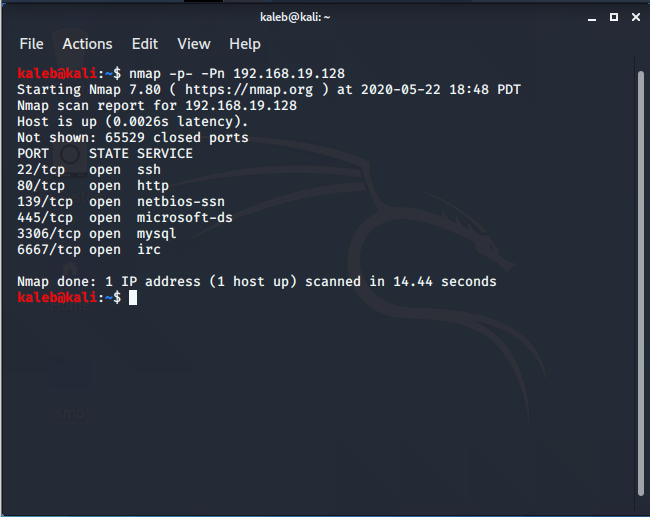 kaleb@kali: ~
File Actions Edit View Help
kaleb@kali:~$ nmap -p- -Pn 192.168.19.128
Starting Nmap 7.80 ( https://nmap.org ) at 2020-05-22 18:48 PDT
Nmap scan report for 192.168.19.128
Host is up (0.0026s latency).
Not shown: 65529 closed ports
PORT     STATE SERVICE
22/tcp   open  ssh
80/tcp   open  http
139/tcp  open  netbios-ssn
445/tcp  open  microsoft-ds
3306/tcp open  mysql
6667/tcp open  irc
Nmap done: 1 IP address (1 host up) scanned in 14.44 seconds
kaleb@kali:~$